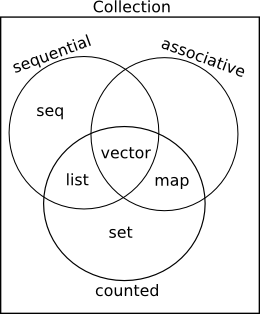 Collection
sequential
associative
seq
vector
list
map
set
counted